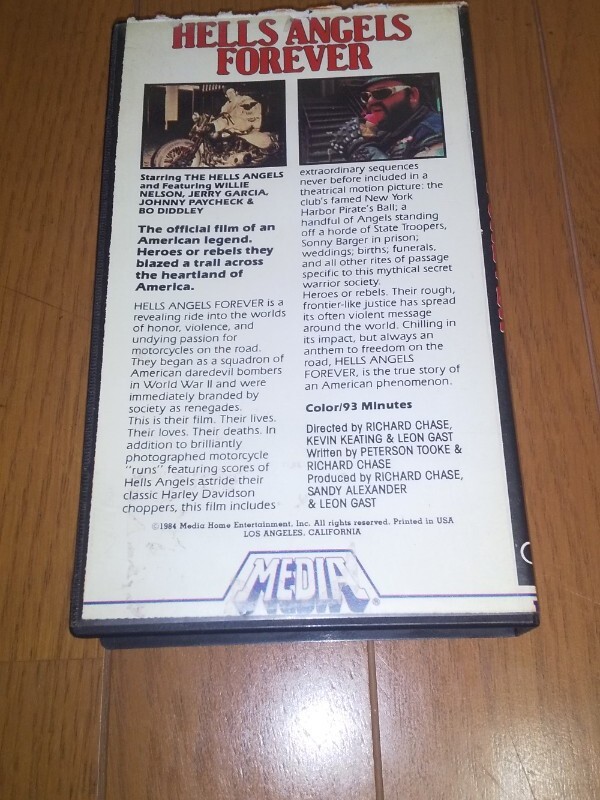 HELLS ANGELS
FOREVER
Starring THE HELLS ANGELS
and Featuring WILLIE
NELSON, JERRY GARCIA,
JOHNNY PAYCHECK &
BO DIDDLEY
The official film of an
American legend.
Heroes or rebels they
blazed a trail across
the heartland of
America.
HELLS ANGELS FOREVER is a
revealing ride into the worlds
of honor, violence, and
undying passion for
motorcycles on the road.
They began as a squadron of
American daredevil bombers
in World War II and were
immediately branded by
society as renegades.
This is their film. Their lives.
Their loves. Their deaths. In
addition to brilliantly
photographed motorcycle
"runs" featuring scores of
Hells Angels astride their
classic Harley Davidson
choppers, this film includes
extraordinary sequences
never before included in a
theatrical motion picture: the
club's famed New York
Harbor Pirate's Ball; a
handful of Angels standing
off a horde of State Troopers,
Sonny Barger in prison;
weddings; births; funerals,
and all other rites of passage
specific to this mythical secret
warrior society.
Heroes or rebels. Their rough,
frontier-like justice has spread
its often violent message
around the world. Chilling in
its impact, but always an
anthem to freedom on the
road, HELLS ANGELS
FOREVER, is the true story of
an American phenomenon.
Color/93 Minutes
Directed by RICHARD CHASE,
KEVIN KEATING & LEON GAST
Written by PETERSON TOOKE &
RICHARD CHASE
Produced by RICHARD CHASE,
SANDY ALEXANDER
& LEON GAST
©1984 Media Home Entertainment, Inc. All rights reserved. Printed in USA
LOS ANGELES, CALIFORNIA
MEDIA®